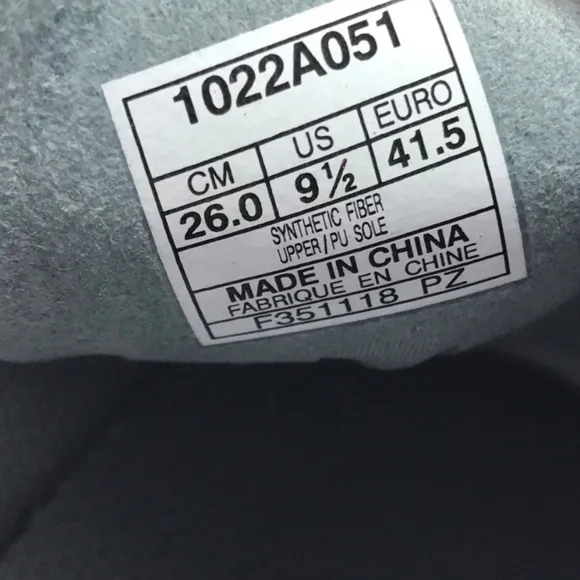 1022A051
CM US EURO
26.0 9½ 41.5
SYNTHETIC FIBER
UPPER/PU SOLE
MADE IN CHINA
FABRIQUE EN CHINE
F351118 PZ